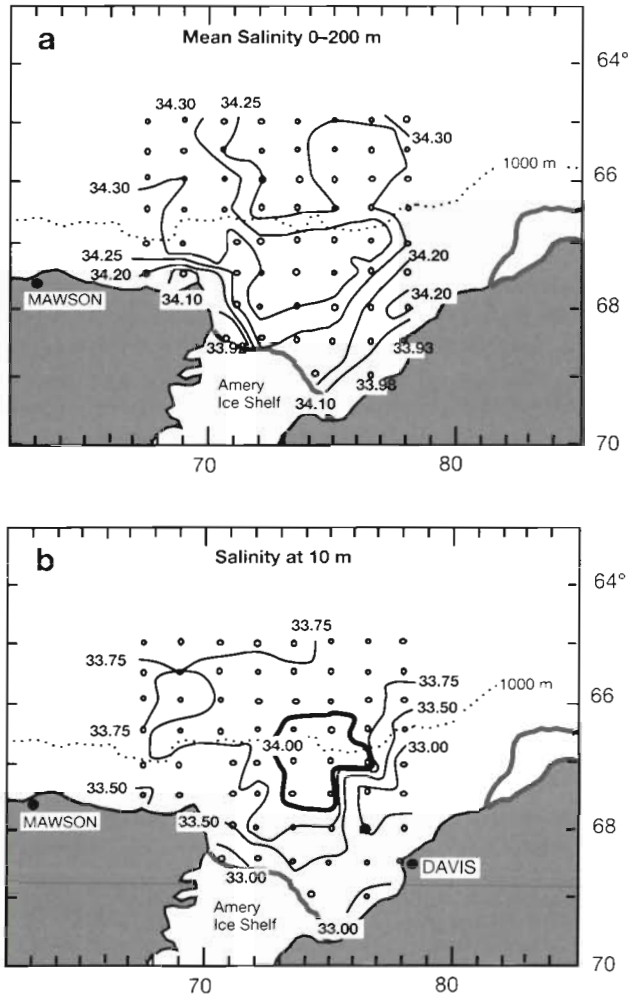 a
Mean Salinity 0–200 m
64°
34.30
34.25
34.30
1000 m
66
34.30
34.25
34.20
34.20
34.10
34.20
MAWSON
68
33.92
33.93
33.98
Amery
Ice Shelf
34.10
70
70
80
b
Salinity at 10 m
64°
33.75
33.75
33.75
1000 m
66
33.50
33.75
34.00
33.00
33.50
MAWSON
33.50
68
DAVIS
33.00
Amery
Ice Shelf
33.00
70
70
80